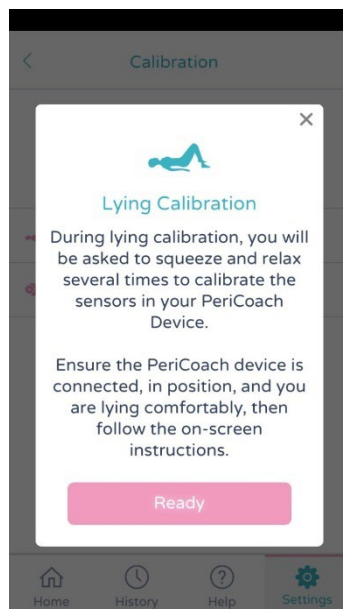 Calibration
Lying Calibration
During lying calibration, you will
be asked to squeeze and relax
several times to calibrate the
sensors in your PeriCoach
Device.
Ensure the PeriCoach device is
connected, in position, and you
are lying comfortably, then
follow the on-screen
instructions.
Ready
Home History Help Settings